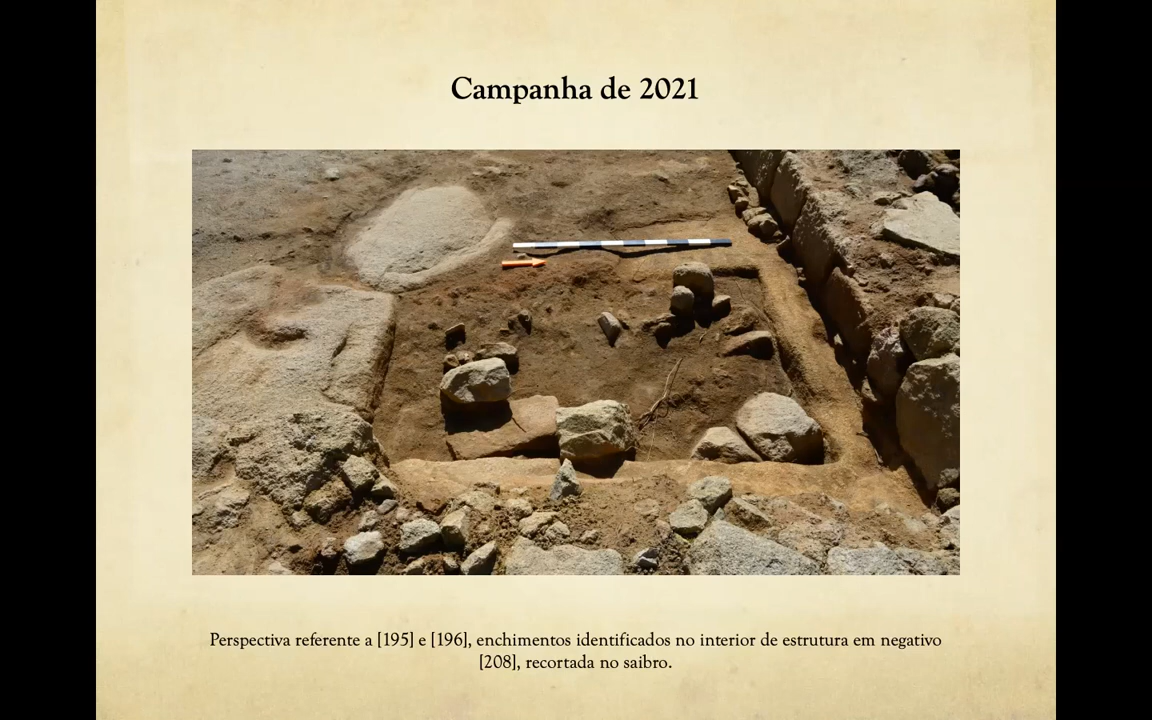 Campanha de 2021
Perspectiva referente a [195] e [196], enchimentos identificados no interior de estrutura em negativo
[208], recortada no saibro.